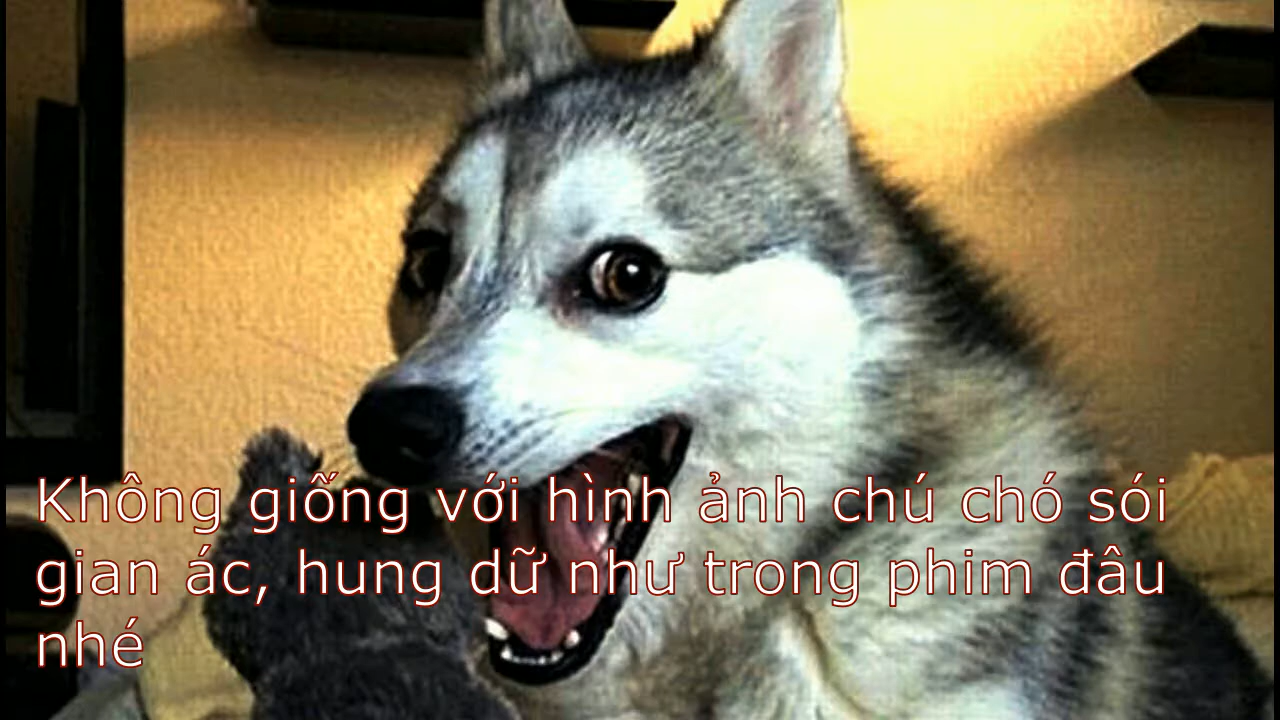 Không giống với hình ảnh chú chó sói
gian ác, hung dữ như trong phim đâu
nhé